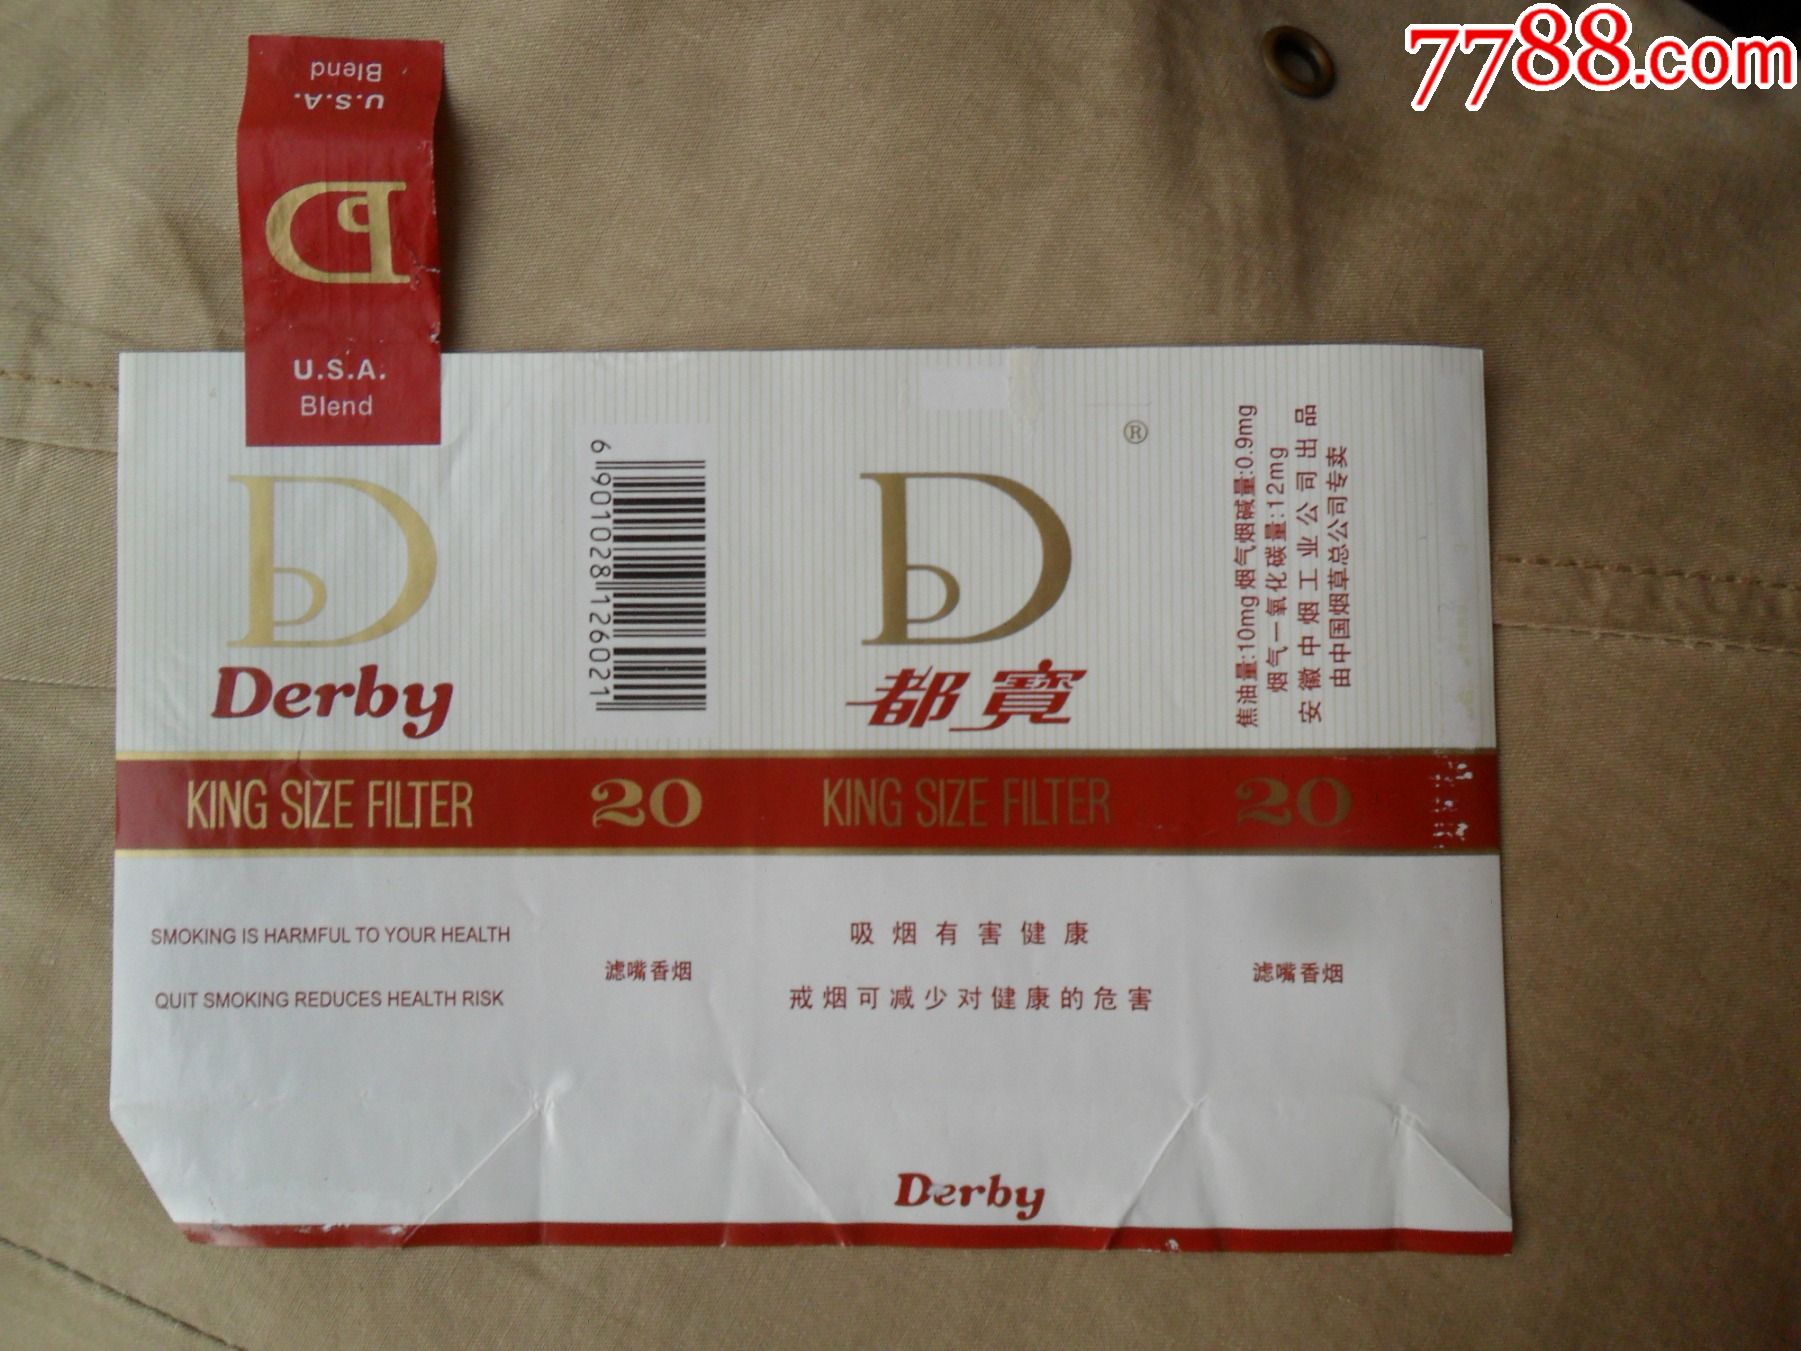 7788.com
U.S.A.
Blend
D
U.S.A.
Blend
D
Derby
KING SIZE FILTER
SMOKING IS HARMFUL TO YOUR HEALTH
QUIT SMOKING REDUCES HEALTH RISK
6 901028 126021
20
滤嘴香烟
®
D
都寳
KING SIZE FILTER
吸烟有害健康
戒烟可减少对健康的危害
Derby
焦油量:10mg 烟气烟碱量:0.9mg
烟气一氧化碳量:12mg
安徽中烟工业公司出品
由中国烟草总公司专卖
20
滤嘴香烟